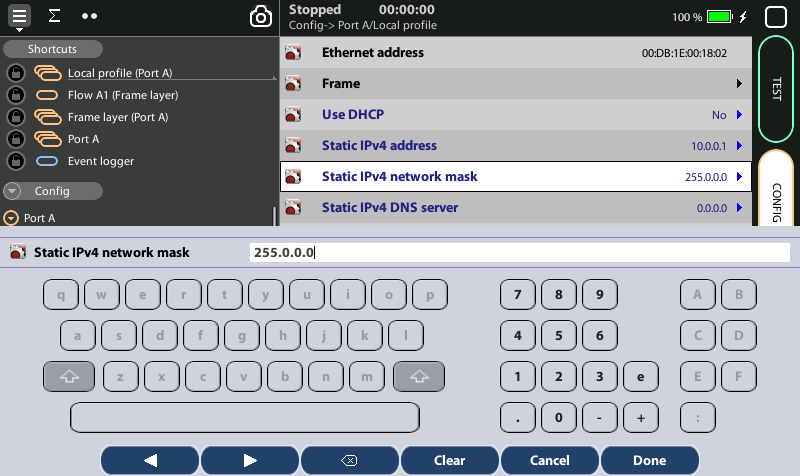 Stopped 00:00:00
Config-> Port A/Local profile
100 %
Shortcuts
Local profile (Port A)
Flow A1 (Frame layer)
Frame layer (Port A)
Port A
Event logger
Config
Port A
Ethernet address 00:DB:1E:00:18:02
Frame
Use DHCP No
Static IPv4 address 10.0.0.1
Static IPv4 network mask 255.0.0.0
Static IPv4 DNS server 0.0.0.0
TEST
CONFIG
Static IPv4 network mask 255.0.0.0
q w e r t y u i o p 7 8 9 A B
a s d f g h j k l 4 5 6 C D
z x c v b n m 1 2 3 e E F
. 0 - + :
Clear Cancel Done